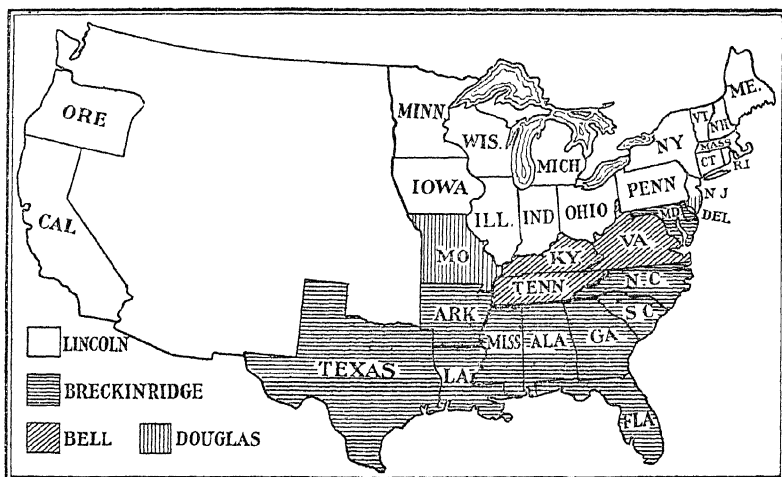 ORE
CAL
MINN.
WIS.
MICH
IOWA
ILL.
IND
OHIO
NY
VT.
NH.
ME.
MASS
CT
R.I
PENN
N J
DEL.
MD
MO
KY.
VA.
TENN
N-C
S C
ARK
MISS
ALA
GA
TEXAS
LA.
FLA
LINCOLN
BRECKINRIDGE
BELL
DOUGLAS